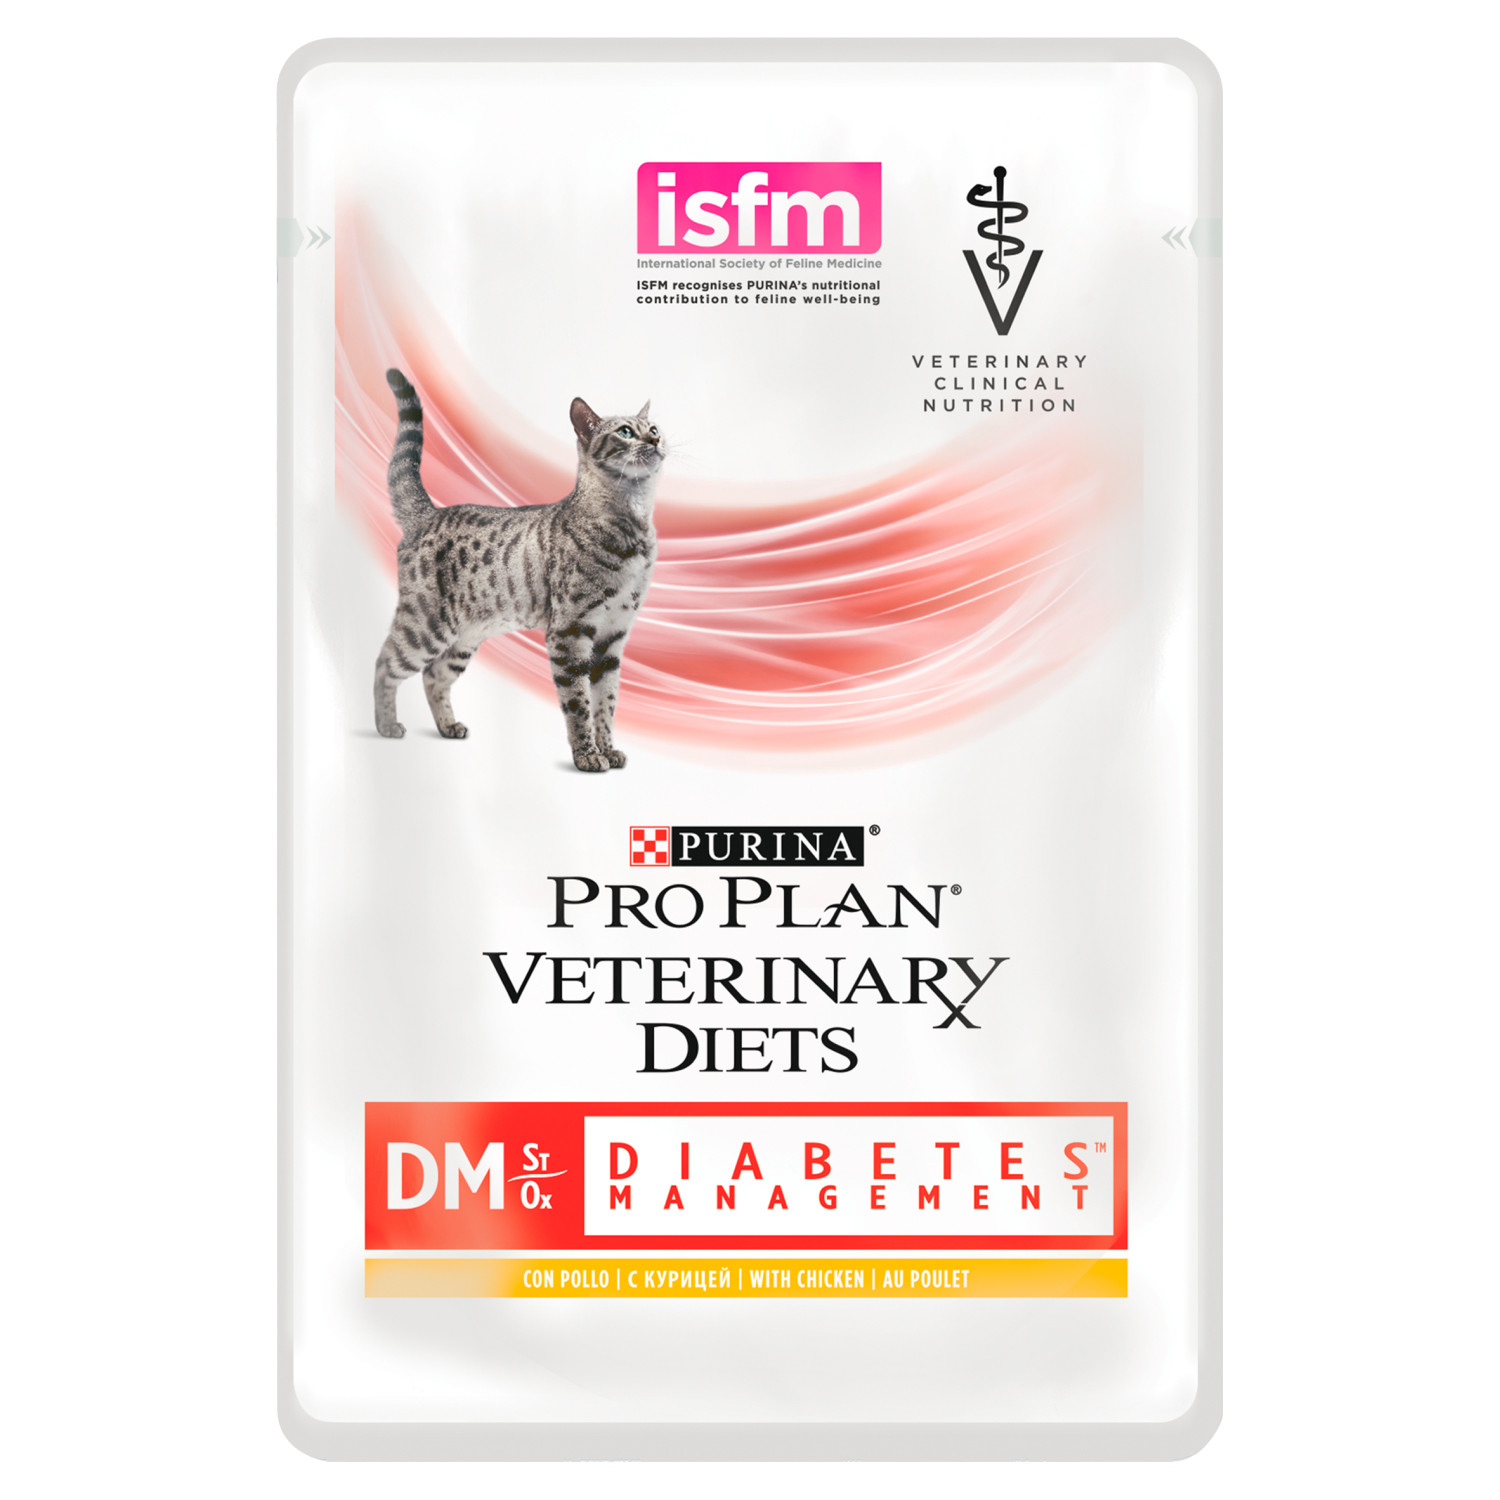 isfm
International Society of Feline Medicine
ISFM recognises PURINA's nutritional
contribution to feline well-being
V
VETERINARY
CLINICAL
NUTRITION
PURINA®
PRO PLAN®
VETERINARY
DIETS
DM ST/OX
DIABETES™
MANAGEMENT
CON POLLO | С КУРИЦЕЙ | WITH CHICKEN | AU POULET